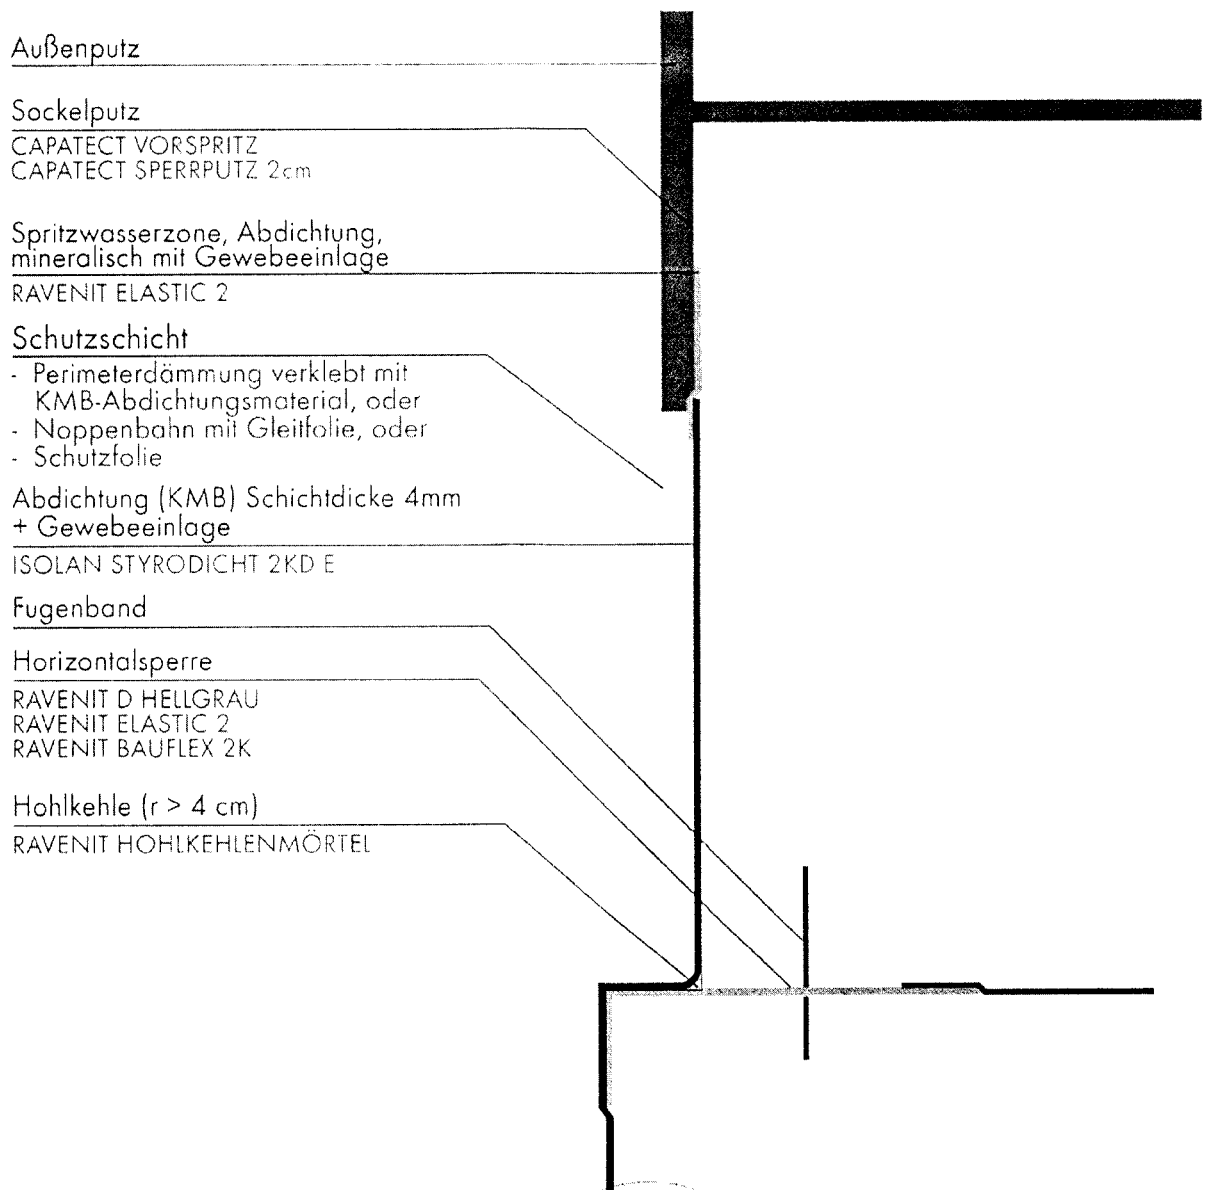 Außenputz
Sockelputz
CAPATECT VORSPRITZ
CAPATECT SPERRPUTZ 2cm
Spritzwasserzone, Abdichtung,
mineralisch mit Gewebeeinlage
RAVENIT ELASTIC 2
Schutzschicht
- Perimeterdämmung verklebt mit
KMB-Abdichtungsmaterial, oder
- Noppenbahn mit Gleitfolie, oder
- Schutzfolie
Abdichtung (KMB) Schichtdicke 4mm
+ Gewebeeinlage
ISOLAN STYRODICHT 2KD E
Fugenband
Horizontalsperre
RAVENIT D HELLGRAU
RAVENIT ELASTIC 2
RAVENIT BAUFLEX 2K
Hohlkehle (r > 4 cm)
RAVENIT HOHLKEHLENMÖRTEL